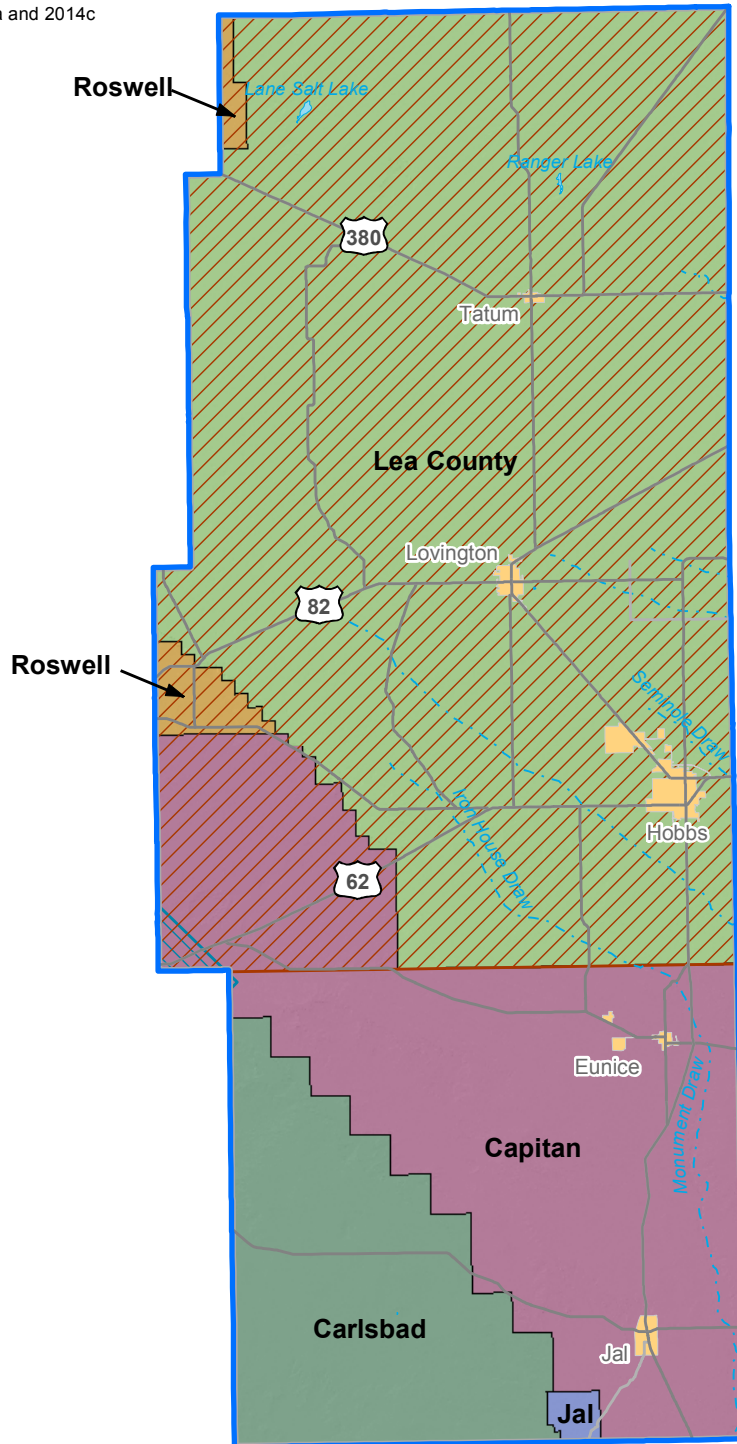 and 2014c
Roswell
Lane Salt Lake
Ranger Lake
380
Tatum
Lea County
Lovington
82
Roswell
Seminole Draw
Iron House Draw
Hobbs
62
Eunice
Monument Draw
Capitan
Carlsbad
Jal
Jal